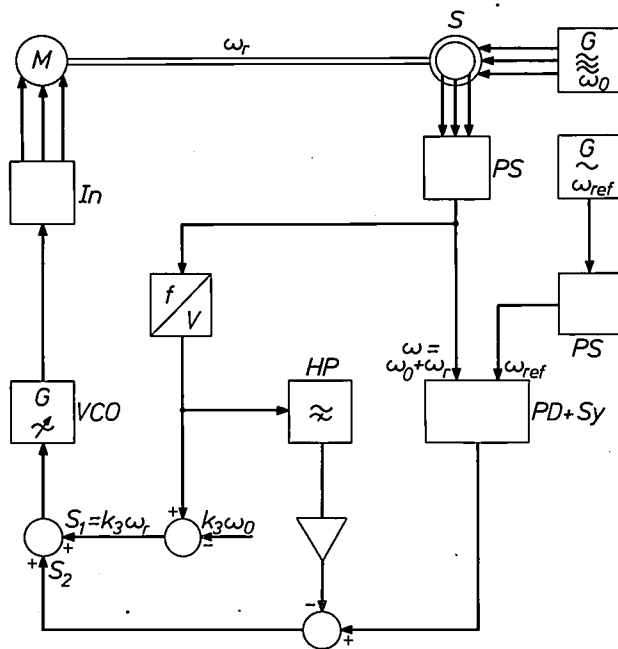 S
M
ω_r
G
ω_0
PS
G
~
ω_ref
In
f
V
PS
ω =
ω_0+ω_r
ω_ref
HP
G
VCO
PD+Sy
+
S_1=k_3ω_r
+
−
k_3ω_0
+
S_2
−
+